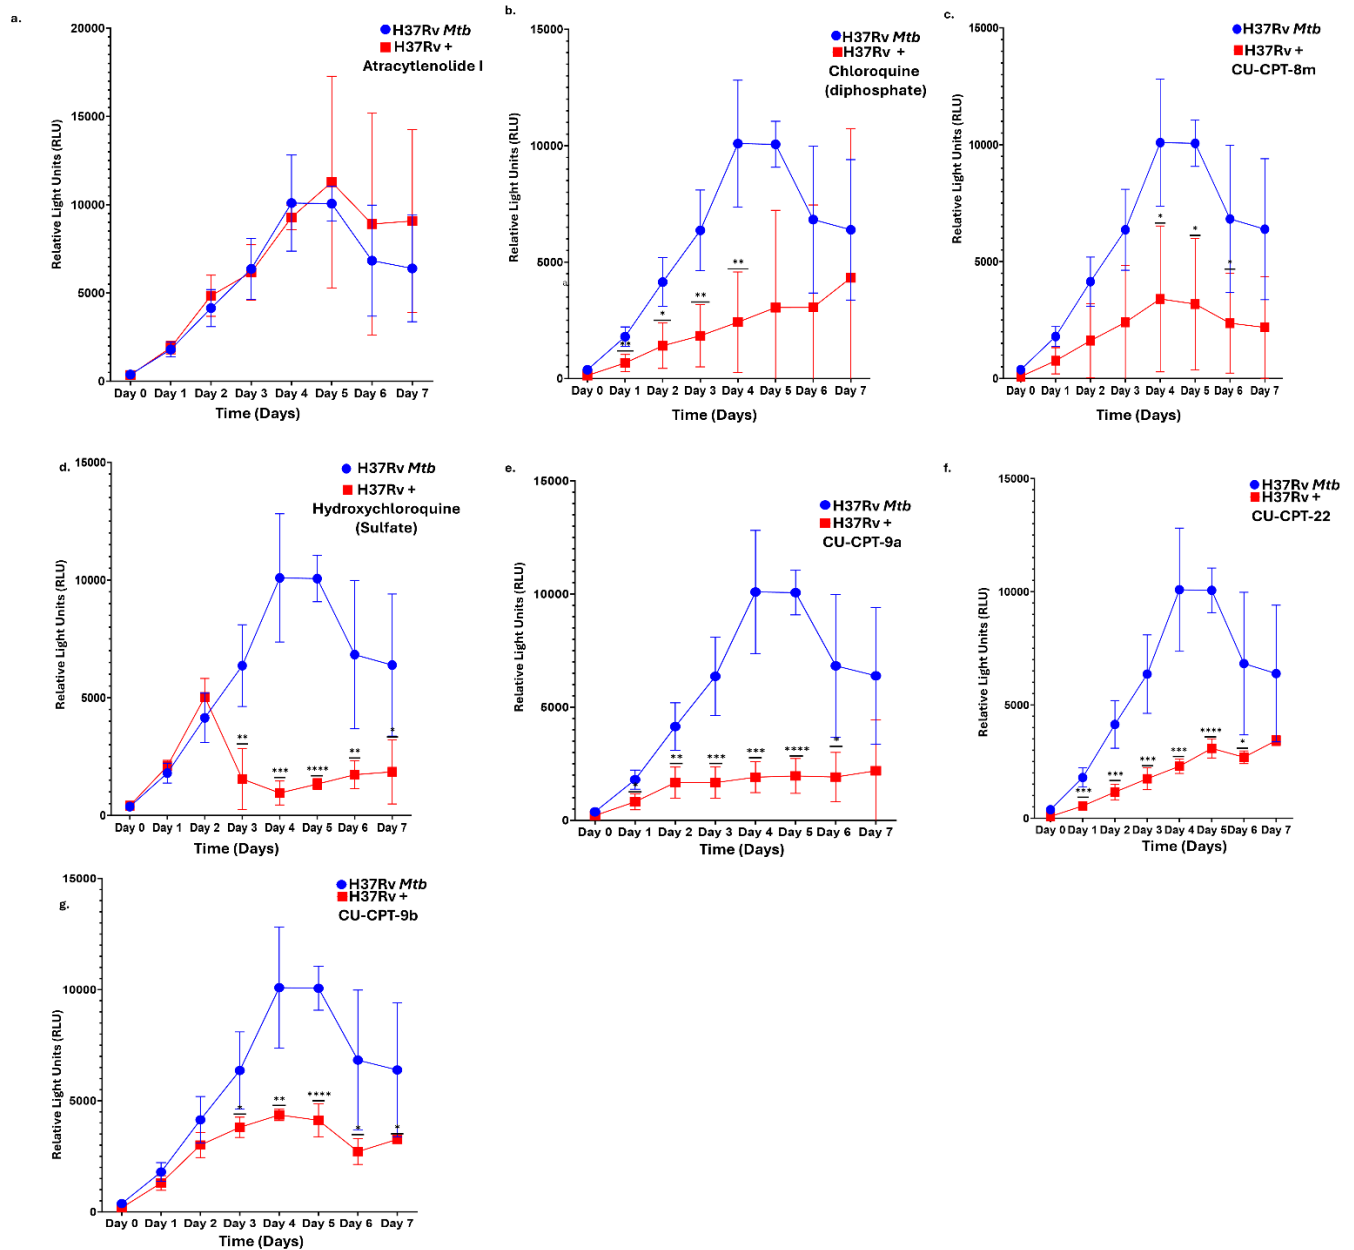 a.
H37Rv Mtb
H37Rv +
Atracytlenolide I
Relative Light Units (RLU)
20000
15000
10000
5000
0
Day 0 Day 1 Day 2 Day 3 Day 4 Day 5 Day 6 Day 7
Time (Days)
b.
H37Rv Mtb
H37Rv +
Chloroquine
(diphosphate)
Relative Light Units (RLU)
15000
10000
5000
0
** * ** **
Day 0 Day 1 Day 2 Day 3 Day 4 Day 5 Day 6 Day 7
Time (Days)
c.
H37Rv Mtb
H37Rv +
CU-CPT-8m
Relative Light Units (RLU)
15000
10000
5000
0
* * *
Day 0 Day 1 Day 2 Day 3 Day 4 Day 5 Day 6 Day 7
Time (Days)
d.
H37Rv Mtb
H37Rv +
Hydroxychloroquine
(Sulfate)
Relative Light Units (RLU)
15000
10000
5000
0
** *** **** ** *
Day 0 Day 1 Day 2 Day 3 Day 4 Day 5 Day 6 Day 7
Time (Days)
e.
H37Rv Mtb
H37Rv +
CU-CPT-9a
Relative Light Units (RLU)
15000
10000
5000
0
* ** *** *** **** *
Day 0 Day 1 Day 2 Day 3 Day 4 Day 5 Day 6 Day 7
Time (Days)
f.
H37Rv Mtb
H37Rv +
CU-CPT-22
Relative Light Units (RLU)
15000
10000
5000
0
*** *** *** *** **** *
Day 0 Day 1 Day 2 Day 3 Day 4 Day 5 Day 6 Day 7
Time (Days)
g.
H37Rv Mtb
H37Rv +
CU-CPT-9b
Relative Light Units (RLU)
15000
10000
5000
0
* ** **** * *
Day 0 Day 1 Day 2 Day 3 Day 4 Day 5 Day 6 Day 7
Time (Days)